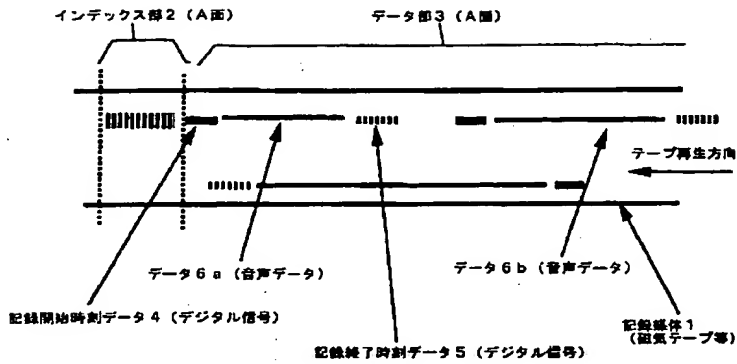 インデックス部2（A面）
データ部3（A面）
テープ再生方向
データ6a（音声データ）
データ6b（音声データ）
記録開始時刻データ4（デジタル信号）
記録終了時刻データ5（デジタル信号）
記録媒体1
（磁気テープ等）